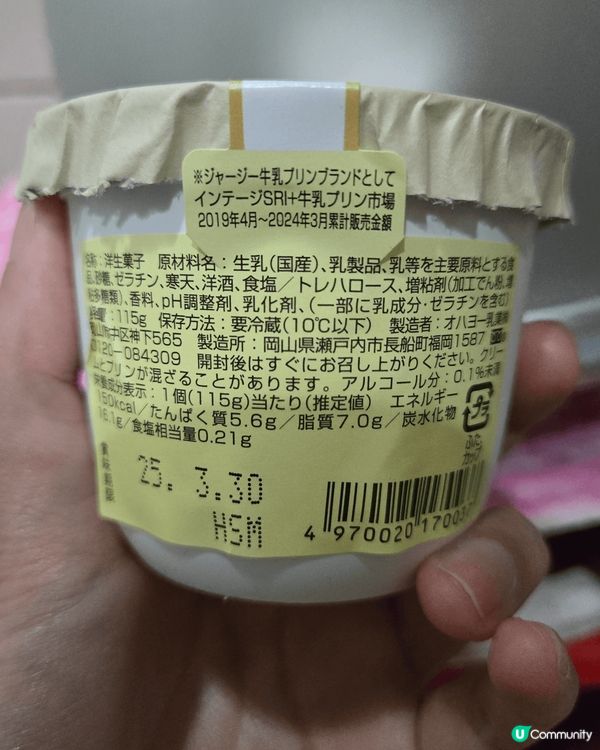 ※ジャージー牛乳プリンブランドとして
インテージSRI+牛乳プリン市場
2019年4月～2024年3月累計販売金額
名称：洋生菓子 原材料名：生乳(国産)、乳製品、乳等を主要原料とする食
品、砂糖、ゼラチン、寒天、洋酒、食塩／トレハロース、増粘剤(加工でん粉、増
粘多糖類)、香料、pH調整剤、乳化剤、(一部に乳成分・ゼラチンを含む)
：115g 保存方法：要冷蔵(10℃以下) 製造者：オハヨー乳業
岡山市中区神下565 製造所：岡山県瀬戸内市長船町福岡1587
0120-084309 開封後はすぐにお召し上がりください。クリー
ムとプリンが混ざることがあります。アルコール分：0.1%未満
栄養成分表示：1個(115g)当たり(推定値) エネルギー
150kcal／たんぱく質5.6g／脂質7.0g／炭水化物
16.1g／食塩相当量0.21g
プラ
ふた
カップ
賞味期限
25. 3.30
HSM
4 970020 17003
U Community